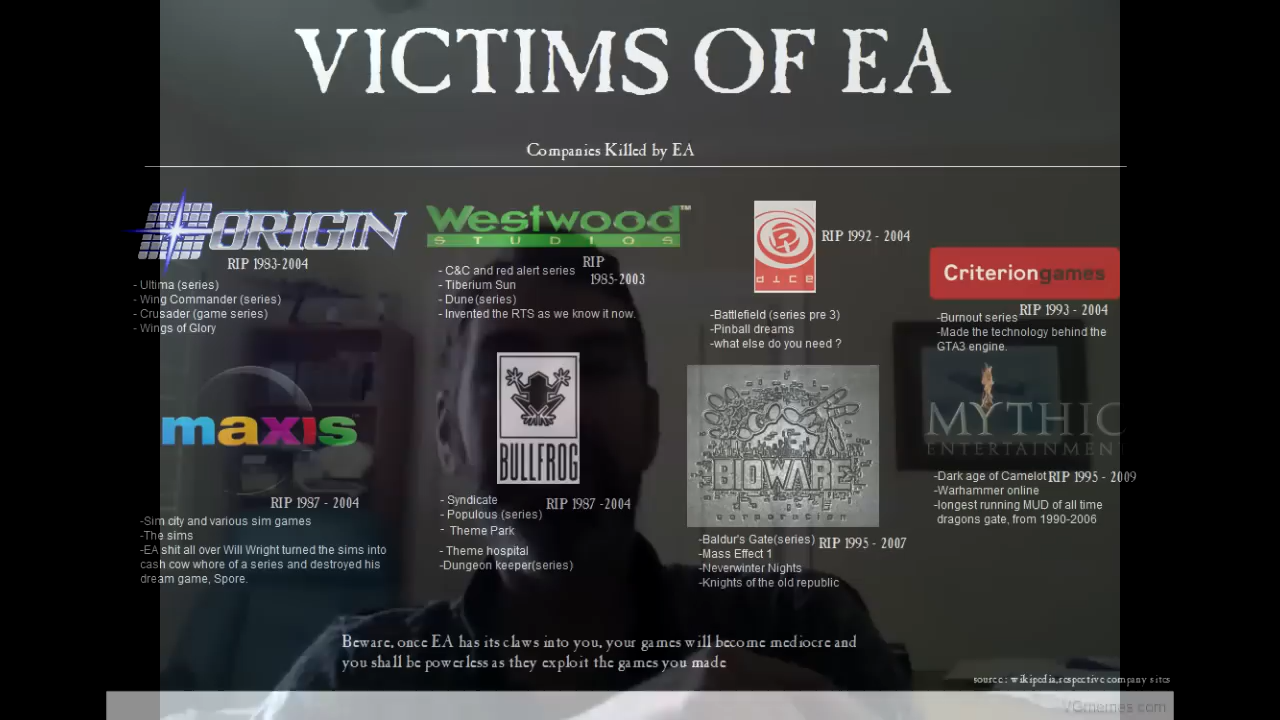 VICTIMS OF EA
Companies Killed by EA
ORIGIN
RIP 1983-2004
- Ultima (series)
- Wing Commander (series)
- Crusader (game series)
- Wings of Glory
Westwood™
STUDIOS
RIP
1985-2003
- C&C and red alert series
- Tiberium Sun
- Dune(series)
- Invented the RTS as we know it now.
dice
RIP 1992 - 2004
-Battlefield (series pre 3)
-Pinball dreams
-what else do you need ?
Criteriongames
RIP 1993 - 2004
-Burnout series
-Made the technology behind the
GTA3 engine.
maxis™
RIP 1987 - 2004
-Sim city and various sim games
-The sims
-EA shit all over Will Wright turned the sims into
cash cow whore of a series and destroyed his
dream game, Spore.
BULLFROG
RIP 1987 -2004
- Syndicate
- Populous (series)
- Theme Park
- Theme hospital
-Dungeon keeper(series)
BIOWARE
corporation
RIP 1995 - 2007
-Baldur's Gate(series)
-Mass Effect 1
-Neverwinter Nights
-Knights of the old republic
MYTHIC
ENTERTAINMENT
RIP 1995 - 2009
-Dark age of Camelot
-Warhammer online
-longest running MUD of all time
dragons gate, from 1990-2006
Beware, once EA has its claws into you, your games will become mediocre and
you shall be powerless as they exploit the games you made
source : wikipedia,respective company sites
VGmemes.com